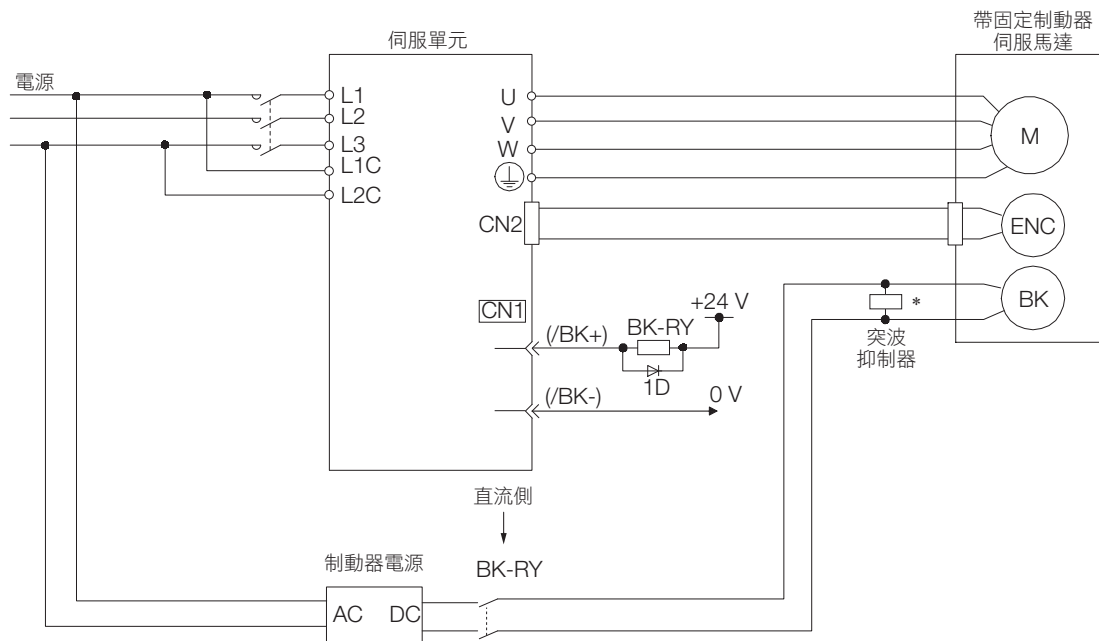 帶固定制動器
伺服馬達
伺服單元
電源
L1
L2
L3
L1C
L2C
U
V
W
M
CN2
ENC
CN1
BK
*
突波
抑制器
+24 V
(/BK+)
BK-RY
1D
(/BK-)
0 V
直流側
BK-RY
制動器電源
AC
DC